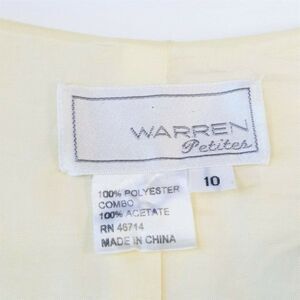 WARREN
Petites
10
100% POLYESTER
COMBO
100% ACETATE
RN 46714
MADE IN CHINA